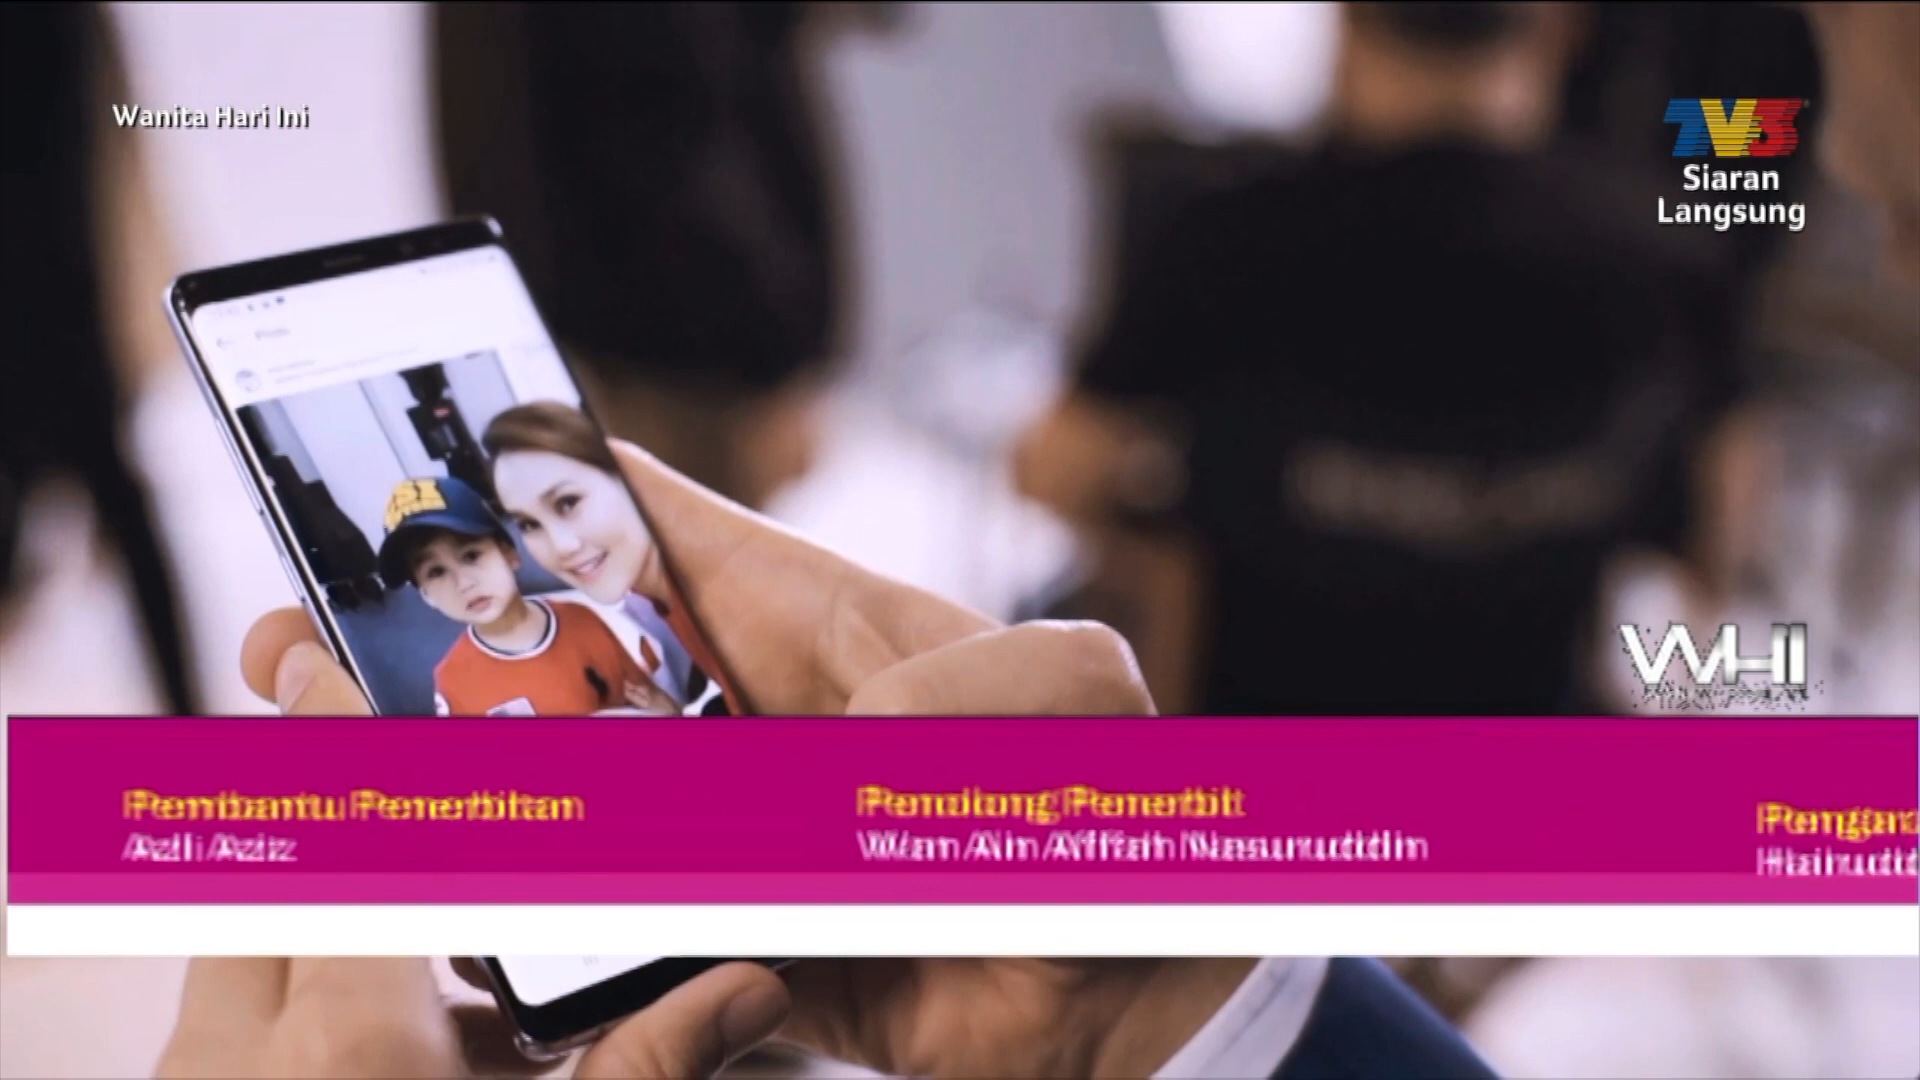 Wanita Hari Ini
TV3
Siaran
Langsung
WHI
Pembantu Penerbitan
Azli Aziz
Penolong Penerbit
Wan Ain Afifah Nasuruddin